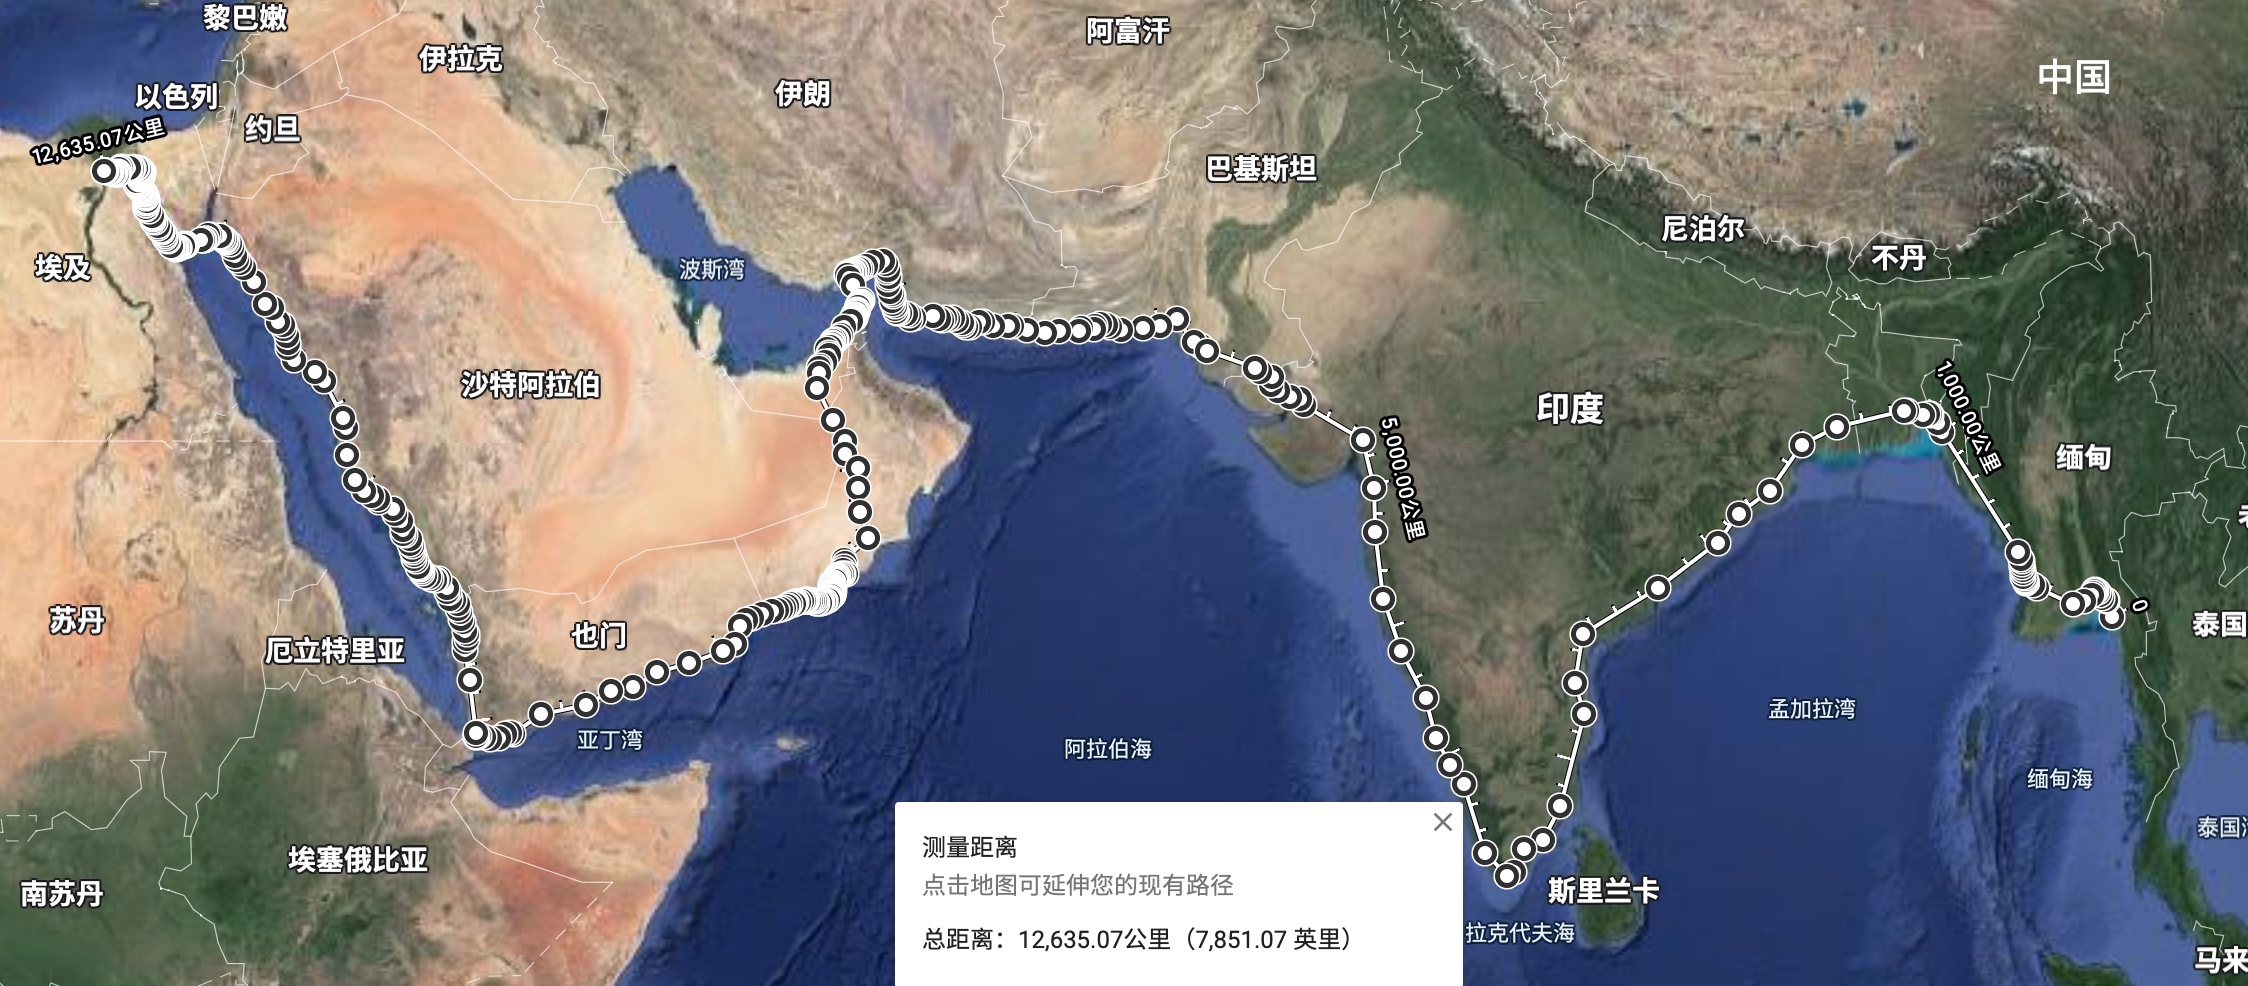 黎巴嫩
阿富汗
伊拉克
中国
伊朗
以色列
约旦
12,635.07公里
巴基斯坦
尼泊尔
不丹
埃及
波斯湾
沙特阿拉伯
印度
1,000.00公里
5,000.00公里
缅甸
0
苏丹
泰国
也门
厄立特里亚
孟加拉湾
亚丁湾
阿拉伯海
缅甸海
泰国
测量距离
点击地图可延伸您的现有路径
总距离：12,635.07公里（7,851.07 英里）
埃塞俄比亚
南苏丹
斯里兰卡
拉克代夫海
马来